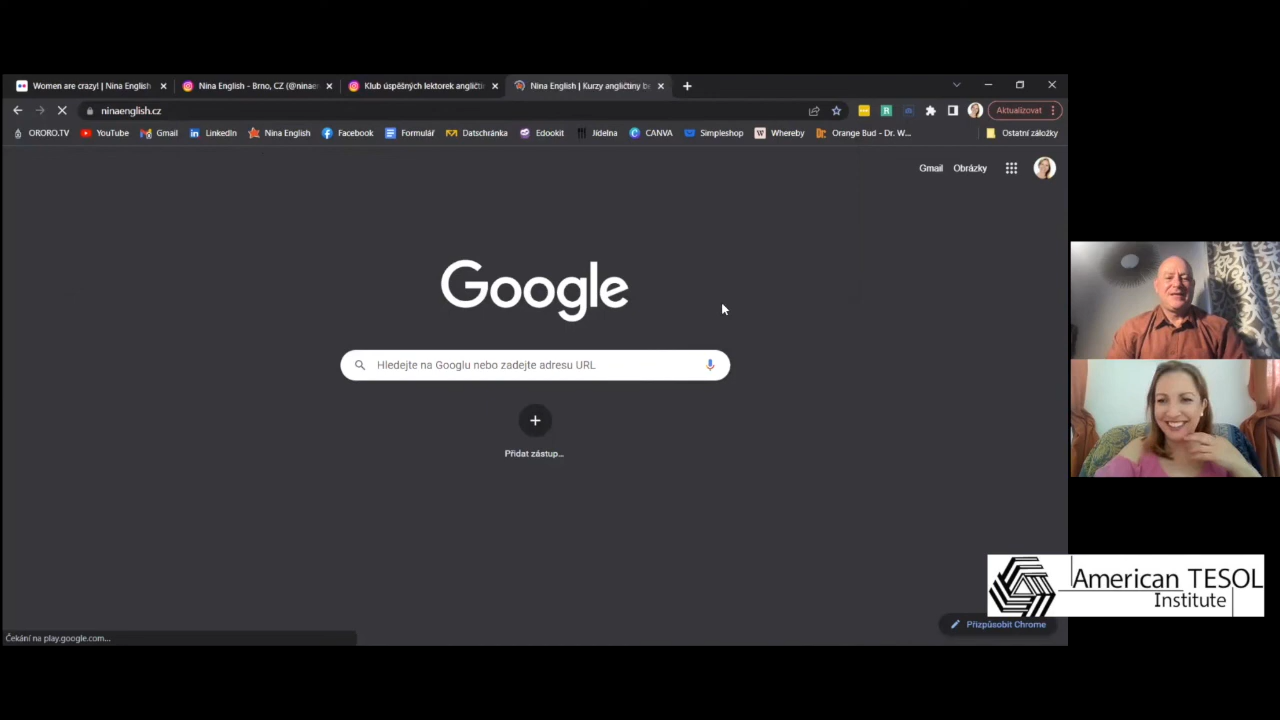 Women are crazy! | Nina English
Nina English - Brno, CZ (@ninae
Klub úspěšných lektorek angličti
Nina English | Kurzy angličtiny be
ninaenglish.cz
Aktualizovat
ORORO.TV
YouTube
Gmail
LinkedIn
Nina English
Facebook
Formulář
Datschránka
Edookit
Jídelna
CANVA
Simpleshop
Whereby
Orange Bud - Dr. W...
Ostatní záložky
Gmail
Obrázky
Google
Hledejte na Googlu nebo zadejte adresu URL
Přidat zástup...
American TESOL
Institute
Přizpůsobit Chrome
Čekání na play.google.com...